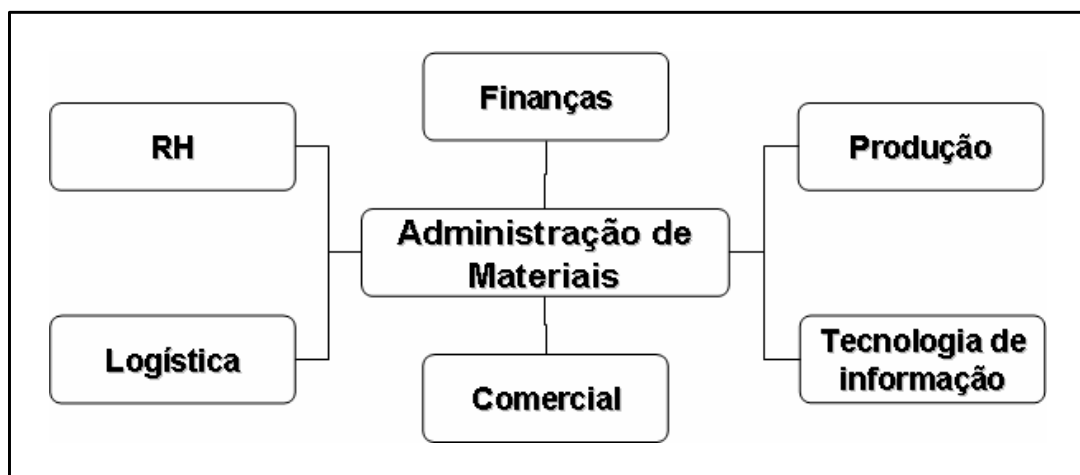 Finanças
RH
Produção
Administração de
Materiais
Logística
Tecnologia de
informação
Comercial